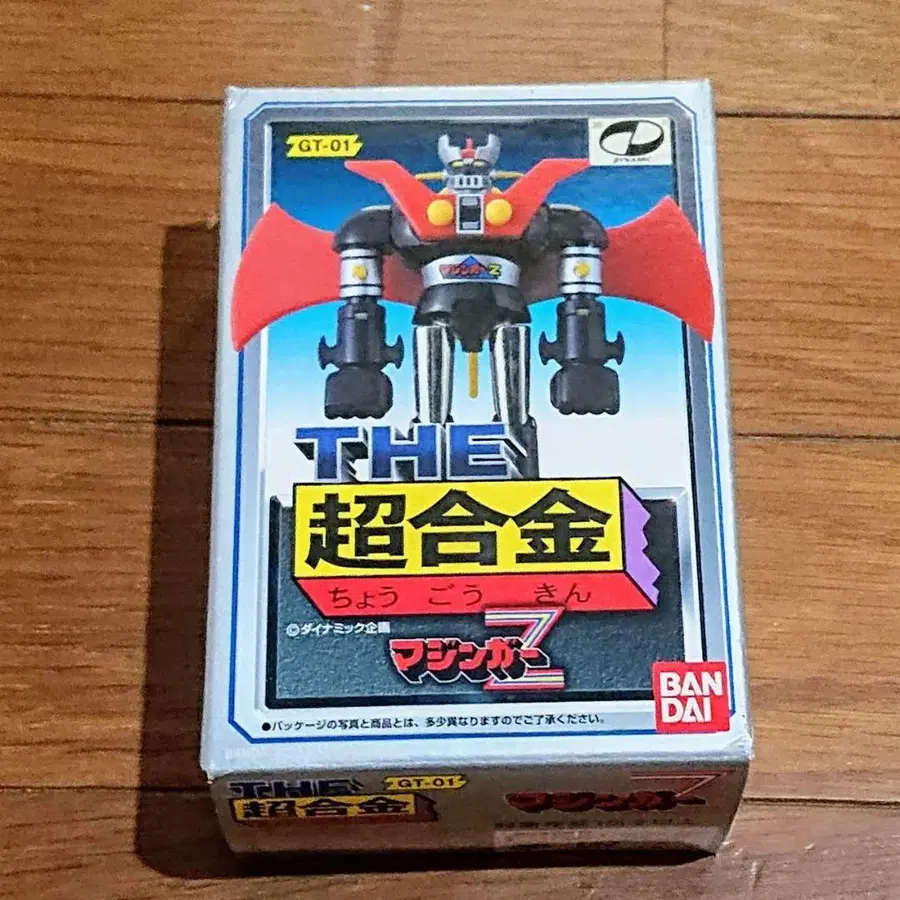 GT-01
DYNAMIC
マジンガーZ
THE
超合金
ちょう ごう きん
©ダイナミック企画
マジンガーZ
BAN
DAI
●パッケージの写真と商品とは、多少異なりますのでご了承ください。
THE
GT-01
超合金
マジンガーZ